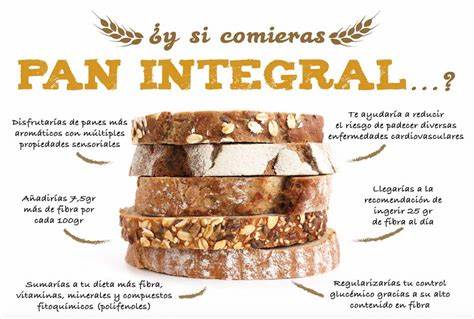 ¿y si comieras
PAN INTEGRAL...?
Disfrutarías de panes más
aromáticos con múltiples
propiedades sensoriales
Te ayudaría a reducir
el riesgo de padecer diversas
enfermedades cardiovasculares
Añadirías 7,5gr
más de fibra por
cada 100gr
Llegarías a la
recomendación de
ingerir 25 gr
de fibra al día
Sumarías a tu dieta más fibra,
vitaminas, minerales y compuestos
fitoquímicos (polifenoles)
Regularizarías tu control
glucémico gracias a su
alto contenido en fibra